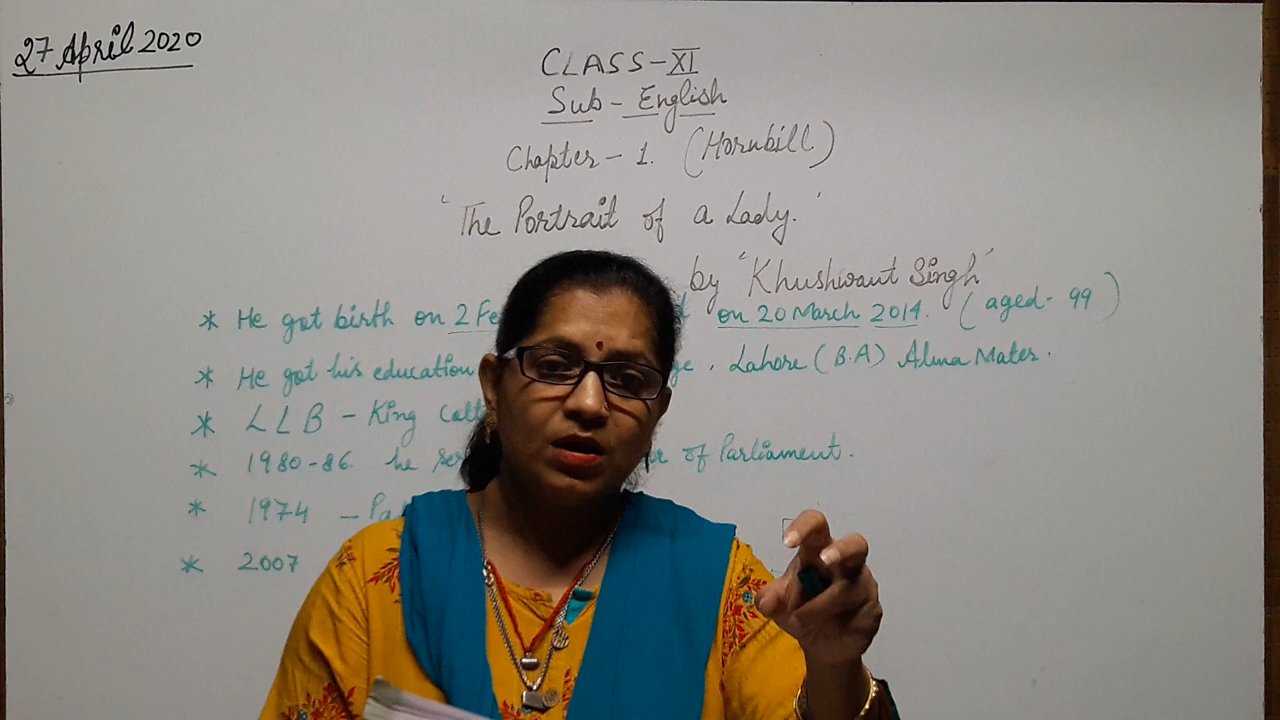 27 April 2020
CLASS-XI
Sub-English
Chapter-1. (Hornbill)
'The Portrait of a Lady.'
by "Khushwant Singh"
* He got birth on 2 Fe on 20 March 2014. (aged-99)
* He got his education ge, Lahore (B.A) Alma Mater.
* LLB - King
* 1980-86. he of Parliament.
* 1974 -
* 2007